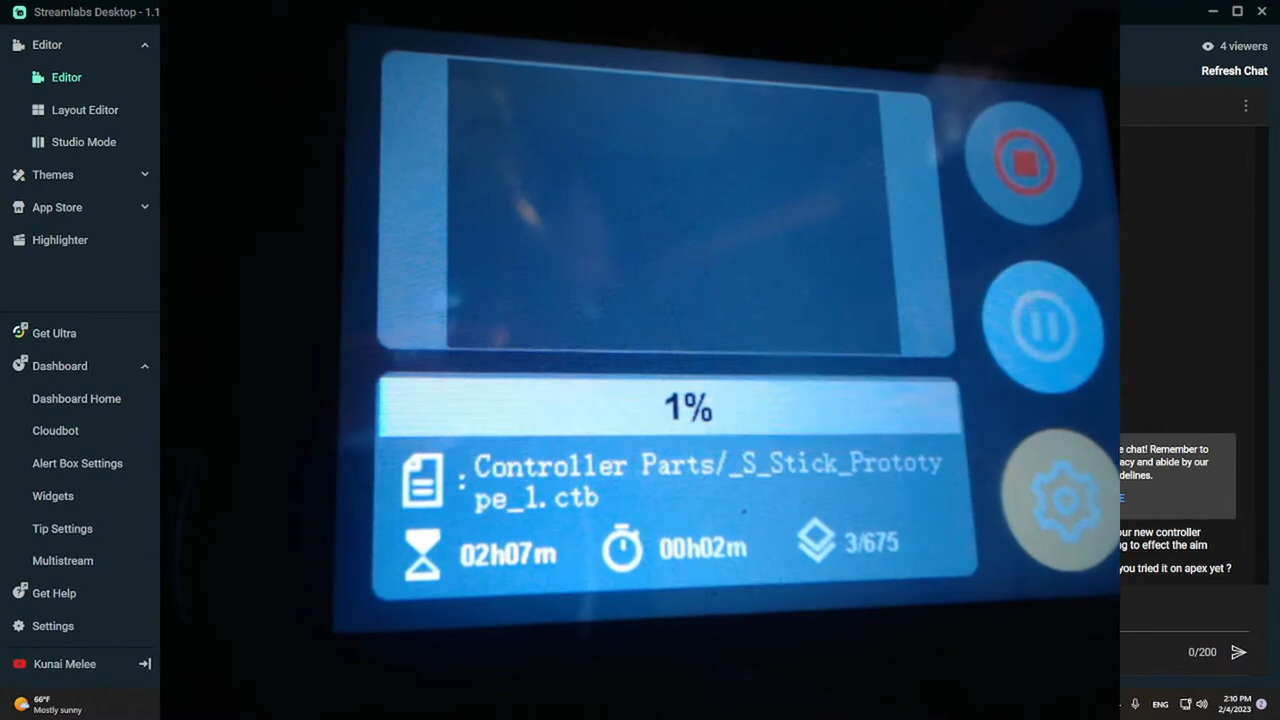 Streamlabs Desktop - 1.1
Editor
Editor
Layout Editor
Studio Mode
Themes
App Store
Highlighter
Get Ultra
Dashboard
Dashboard Home
Cloudbot
Alert Box Settings
Widgets
Tip Settings
Multistream
Get Help
Settings
Kunai Melee
66°F
Mostly sunny
1%
: Controller Parts/_S_Stick_Prototy
pe_1.ctb
02h07m
00h02m
3/675
4 viewers
Refresh Chat
e chat! Remember to
acy and abide by our
delines.
E
our new controller
ng to effect the aim
you tried it on apex yet ?
0/200
ENG
2:10 PM
2/4/2023
2